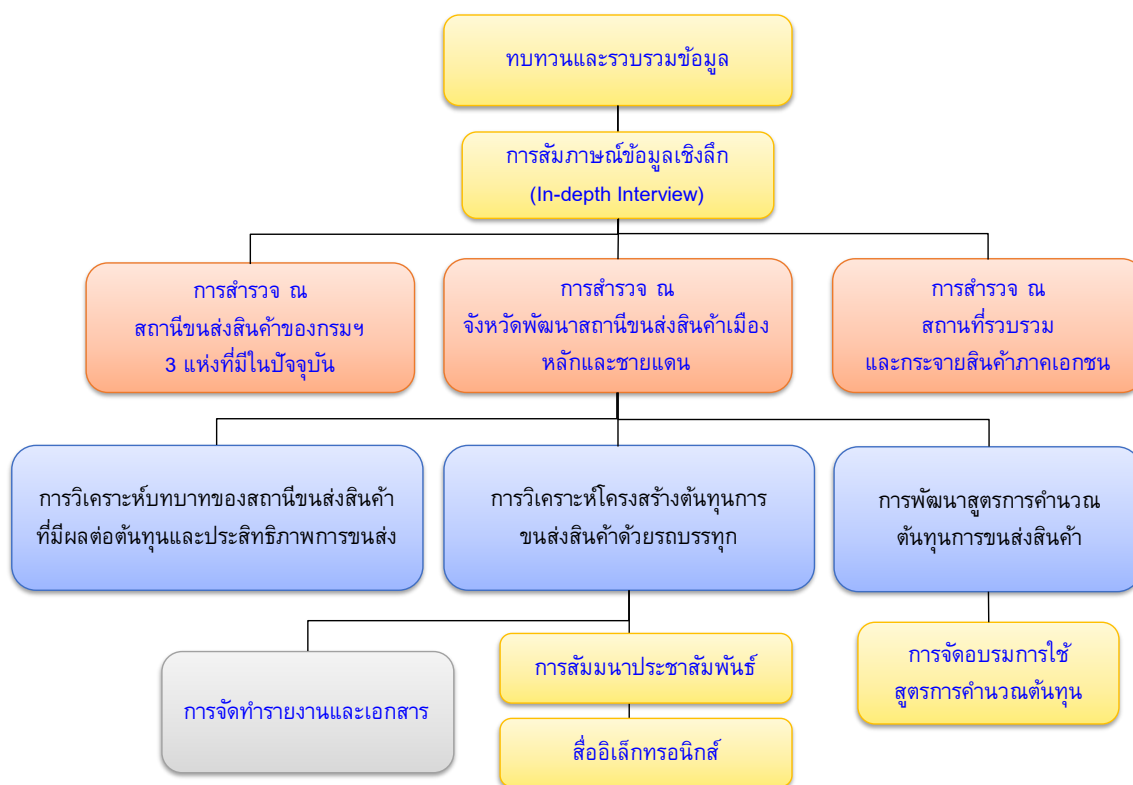 ทบทวนและรวบรวมข้อมูล
การสัมภาษณ์ข้อมูลเชิงลึก
(In-depth Interview)
การสำรวจ ณ
สถานีขนส่งสินค้าของกรมฯ
3 แห่งที่มีในปัจจุบัน
การสำรวจ ณ
จังหวัดพัฒนาสถานีขนส่งสินค้าเมือง
หลักและชายแดน
การสำรวจ ณ
สถานที่รวบรวม
และกระจายสินค้าภาคเอกชน
การวิเคราะห์บทบาทของสถานีขนส่งสินค้า
ที่มีผลต่อต้นทุนและประสิทธิภาพการขนส่ง
การวิเคราะห์โครงสร้างต้นทุนการ
ขนส่งสินค้าด้วยรถบรรทุก
การพัฒนาสูตรการคำนวณ
ต้นทุนการขนส่งสินค้า
การจัดทำรายงานและเอกสาร
การสัมมนาประชาสัมพันธ์
สื่ออิเล็กทรอนิกส์
การจัดอบรมการใช้
สูตรการคำนวณต้นทุน